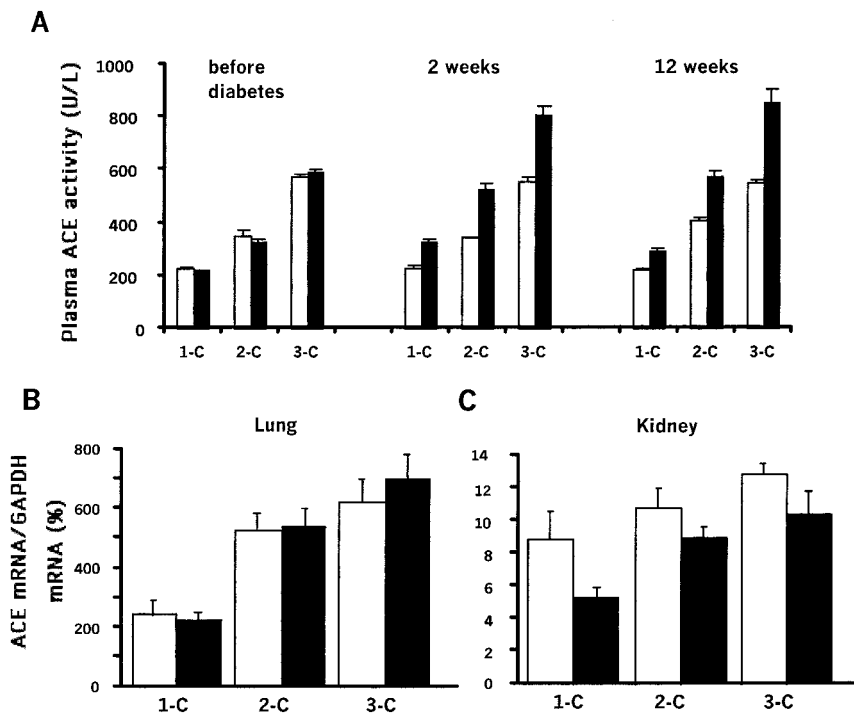 A
Plasma ACE activity (U/L)
1000
800
600
400
200
0
before
diabetes
2 weeks
12 weeks
1-C 2-C 3-C 1-C 2-C 3-C 1-C 2-C 3-C
B
Lung
ACE mRNA/GAPDH
mRNA (%)
800
600
400
200
0
1-C 2-C 3-C
C
Kidney
14
12
10
8
6
4
2
0
1-C 2-C 3-C